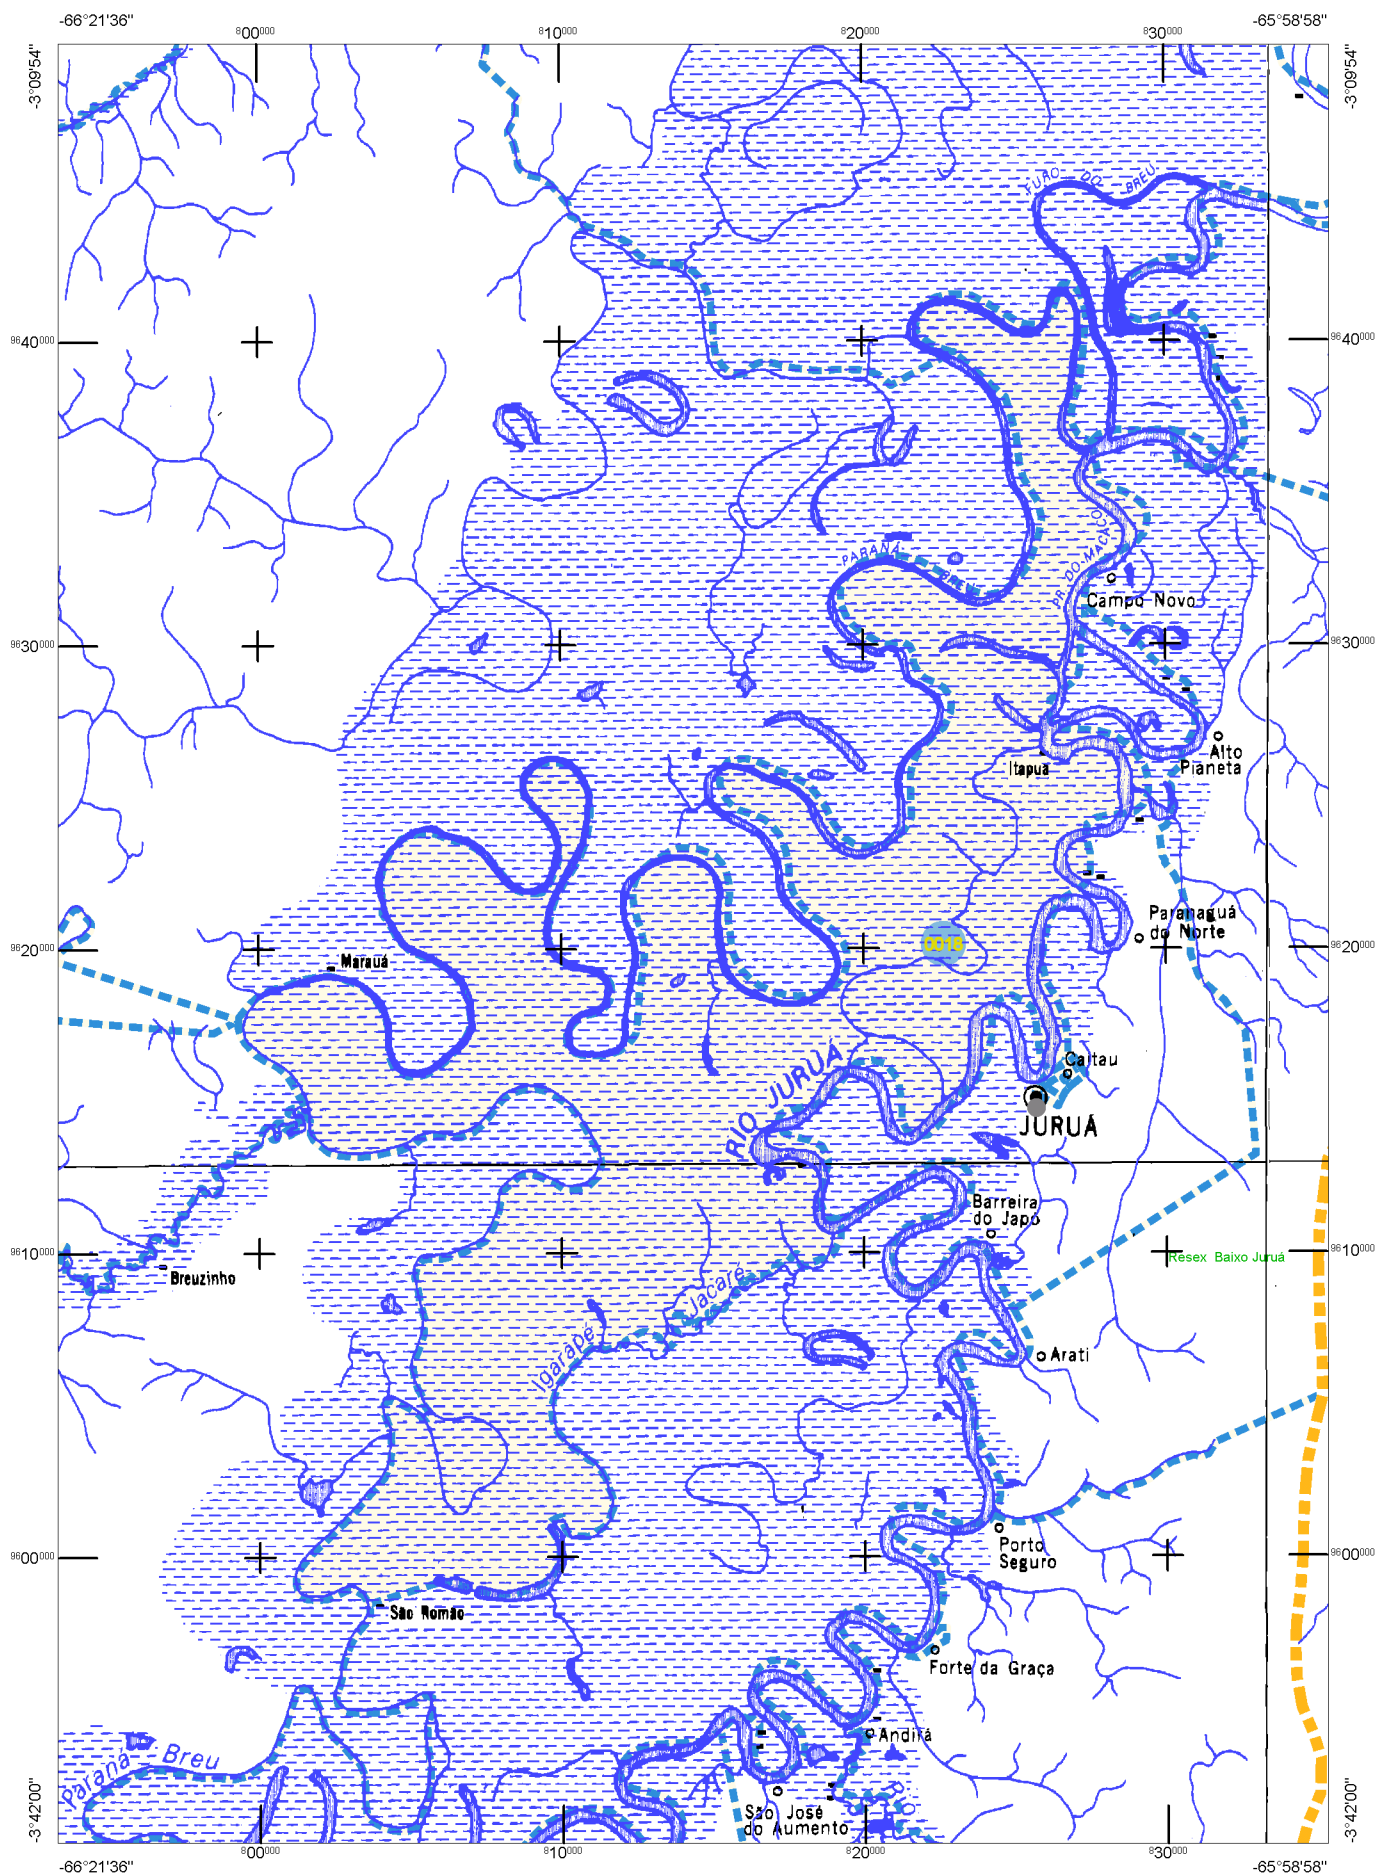 -66°21'36"
-65°58'58"
800000
810000
820000
830000
-3°09'54"
-3°09'54"
FURO DO BREU
9640000
9640000
PARANÁ
BREU
PR. DO MACOCO
Campo Novo
9630000
9630000
Alto
Pianeta
Itapuá
Paranaguá
do Norte
0018
9620000
9620000
Marauá
RIO JURUÁ
Caitau
JURUÁ
Barreira
do Japó
9610000
9610000
Resex Baixo Juruá
Breuzinho
Igarapé Jacaré
Arati
9600000
9600000
Porto
Seguro
São Romão
Forte da Graça
Andirá
Paraná Breu
São José
do Aumento
-3°42'00"
-3°42'00"
800000
810000
820000
830000
-66°21'36"
-65°58'58"